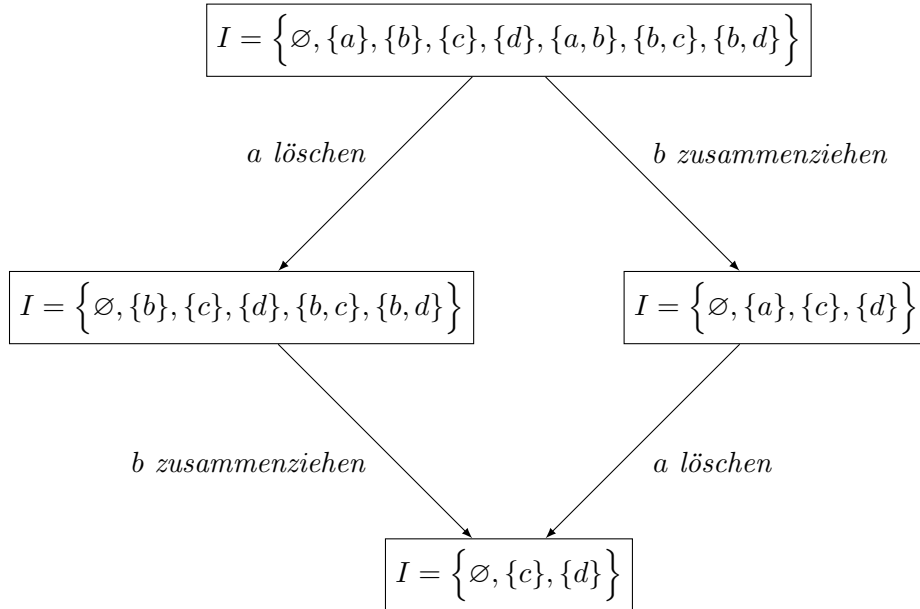 I = {∅, {a}, {b}, {c}, {d}, {a, b}, {b, c}, {b, d}}
a löschen
b zusammenziehen
I = {∅, {b}, {c}, {d}, {b, c}, {b, d}}
I = {∅, {a}, {c}, {d}}
b zusammenziehen
a löschen
I = {∅, {c}, {d}}